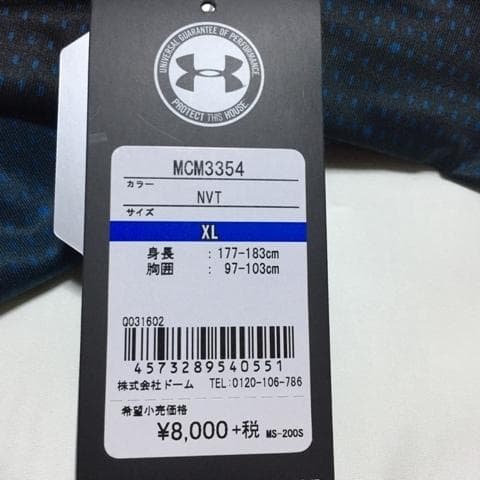 UNIVERSAL GUARANTEE OF PERFORMANCE
PROTECT THIS HOUSE
MCM3354
カラー
NVT
サイズ
XL
身長 : 177-183cm
胸囲 : 97-103cm
Q031602
4573289540551
株式会社ドーム TEL:0120-106-786
希望小売価格
¥8,000+税 MS-200S